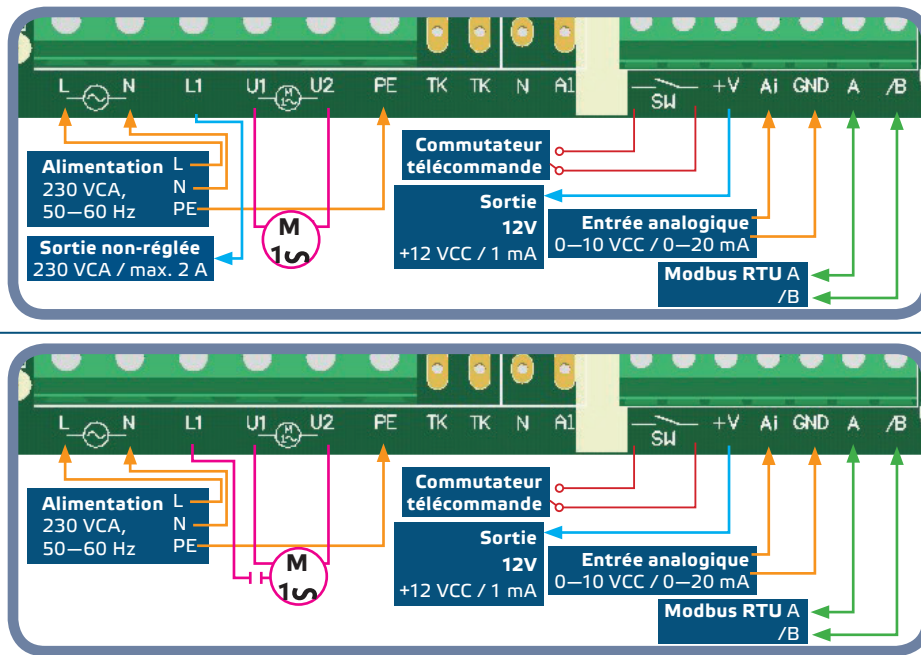 L N L1 U1 M 1~ U2 PE TK TK N A1 SW +V Ai GND A /B
Alimentation L
230 VCA, N
50—60 Hz PE
Sortie non-réglée
230 VCA / max. 2 A
M
1∽
Commutateur
télécommande
Sortie
12V
+12 VCC / 1 mA
Entrée analogique
0—10 VCC / 0—20 mA
Modbus RTU A
/B
L N L1 U1 M 1~ U2 PE TK TK N A1 SW +V Ai GND A /B
Alimentation L
230 VCA, N
50—60 Hz PE
M
1∽
Commutateur
télécommande
Sortie
12V
+12 VCC / 1 mA
Entrée analogique
0—10 VCC / 0—20 mA
Modbus RTU A
/B